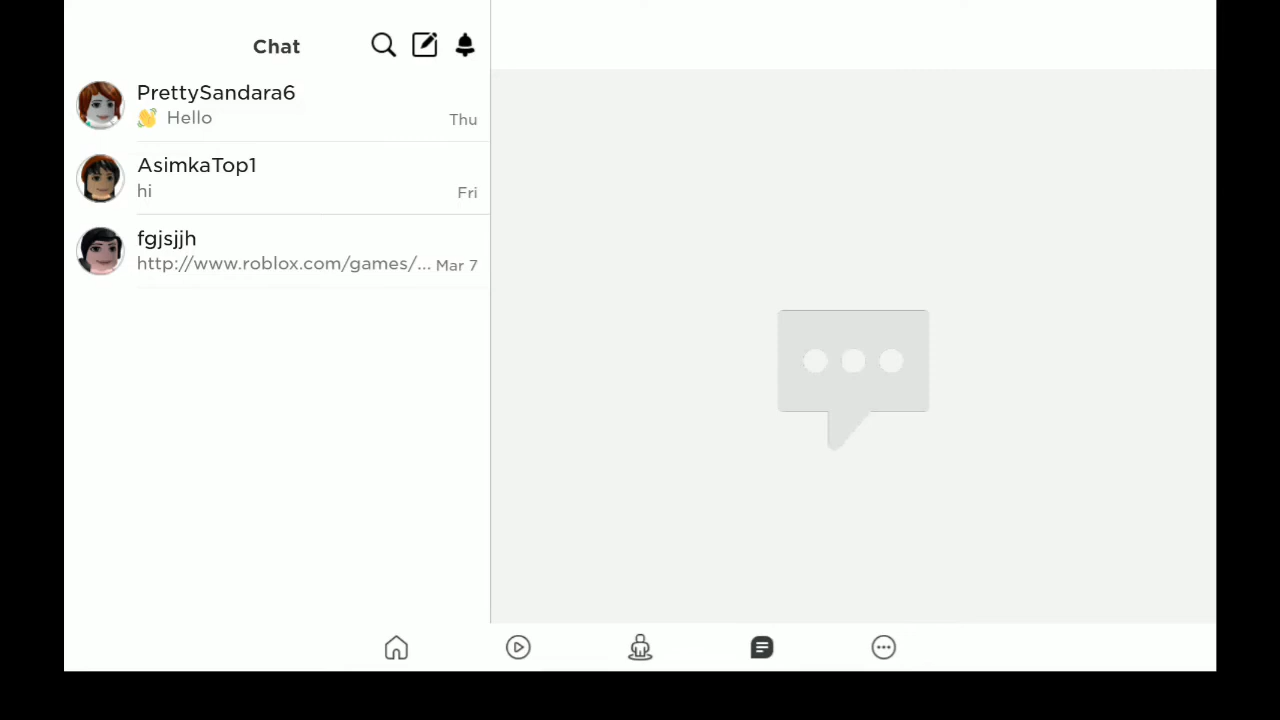 Chat
PrettySandara6
👋 Hello
Thu
AsimkaTop1
hi
Fri
fgjsjjh
http://www.roblox.com/games/... Mar 7